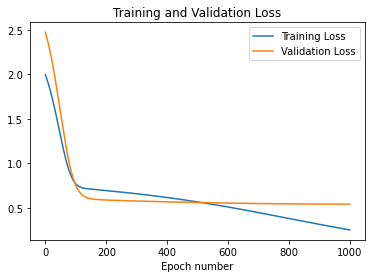 Training and Validation Loss
Training Loss
Validation Loss
2.5
2.0
1.5
1.0
0.5
0
200
400
600
800
1000
Epoch number